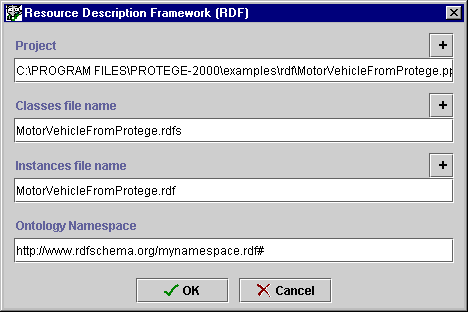 Resource Description Framework (RDF)
Project
C:\PROGRAM FILES\PROTEGE-2000\examples\rdf\MotorVehicleFromProtege.pp
Classes file name
MotorVehicleFromProtege.rdfs
Instances file name
MotorVehicleFromProtege.rdf
Ontology Namespace
http://www.rdfschema.org/mynamespace.rdf#
OK Cancel